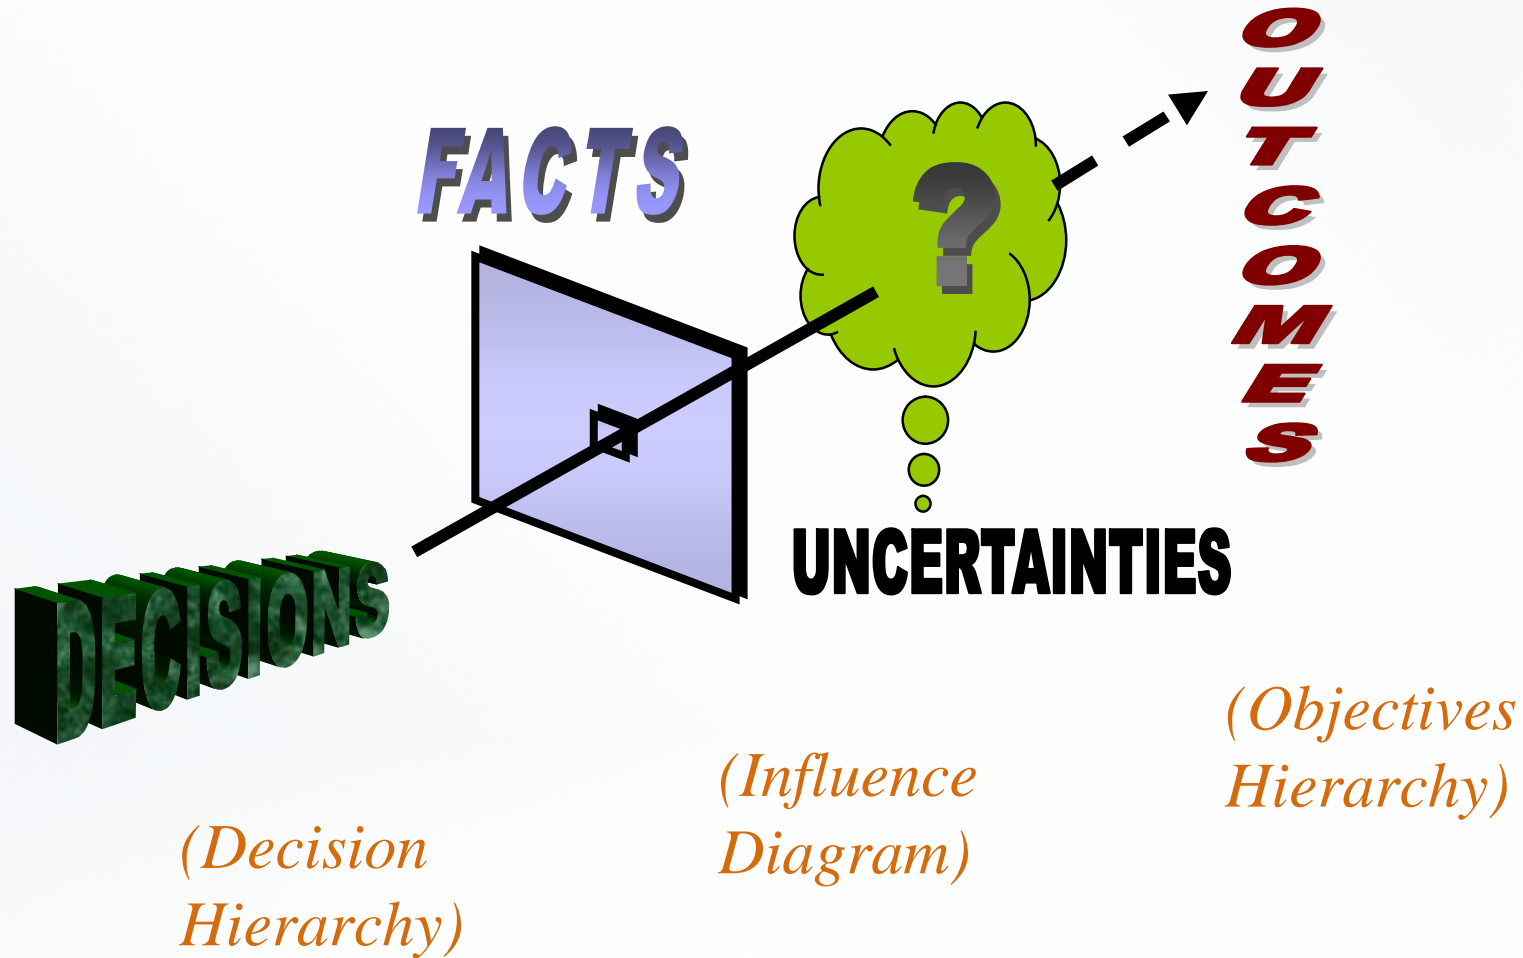 OUTCOMES
FACTS
?
UNCERTAINTIES
DECISIONS
(Objectives
Hierarchy)
(Influence
Diagram)
(Decision
Hierarchy)